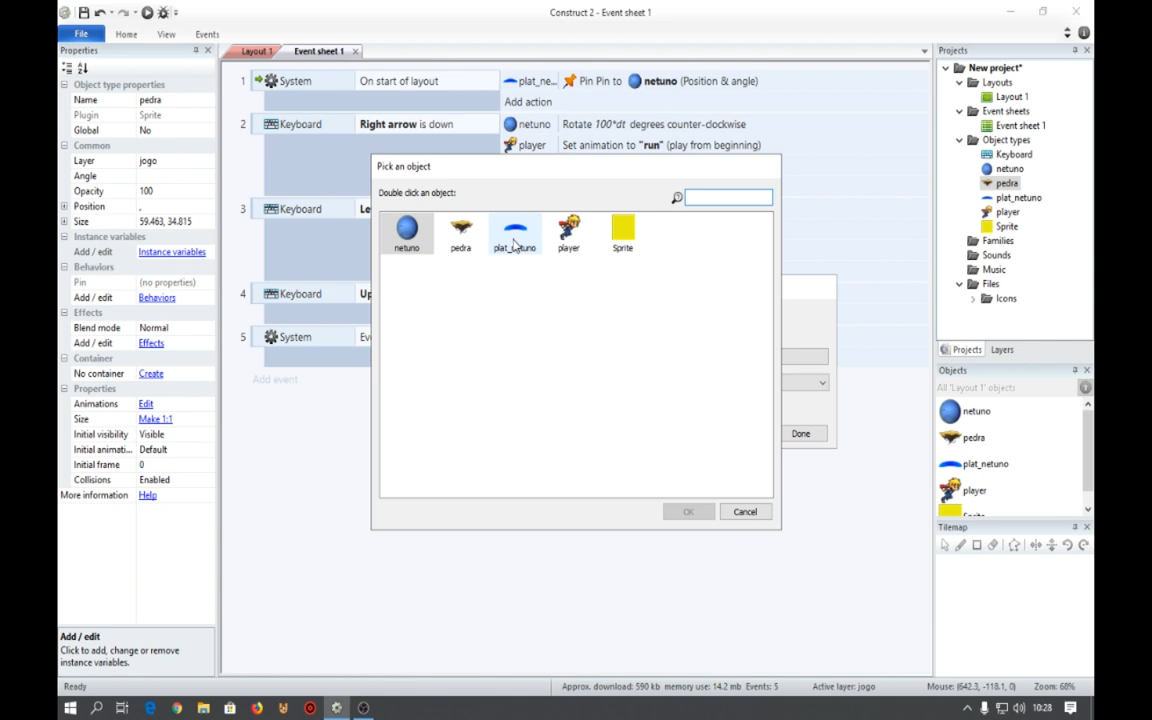 Construct 2 - Event sheet 1
File Home View Events
Properties
Object type properties
Name pedra
Plugin Sprite
Global No
Common
Layer jogo
Angle
Opacity 100
Position ,
Size 59.463, 34.815
Instance variables
Add / edit Instance variables
Behaviors
Pin (no properties)
Add / edit Behaviors
Effects
Blend mode Normal
Add / edit Effects
Container
No container Create
Properties
Animations Edit
Size Make 1:1
Initial visibility Visible
Initial animati... Default
Initial frame 0
Collisions Enabled
More information Help
Add / edit
Click to add, change or remove
instance variables.
Layout 1 Event sheet 1
1 System On start of layout plat_ne... Pin Pin to netuno (Position & angle)
Add action
2 Keyboard Right arrow is down netuno Rotate 100*dt degrees counter-clockwise
player Set animation to "run" (play from beginning)
3 Keyboard Le
4 Keyboard Up
5 System Ev
Add event
Pick an object
Double click an object:
netuno pedra plat_netuno player Sprite
OK Cancel
Done
Projects
New project*
Layouts
Layout 1
Event sheets
Event sheet 1
Object types
Keyboard
netuno
pedra
plat_netuno
player
Sprite
Families
Sounds
Music
Files
Icons
Projects Layers
Objects
All 'Layout 1' objects
netuno
pedra
plat_netuno
player
Tilemap
Ready Approx. download: 590 kb memory use: 14.2 mb Events: 5 Active layer: jogo Mouse: (642.3, -118.1, 0) Zoom: 68%
10:28